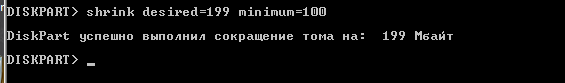 DISKPART> shrink desired=199 minimum=100
DiskPart успешно выполнил сокращение тома на:  199 Мбайт
DISKPART> _